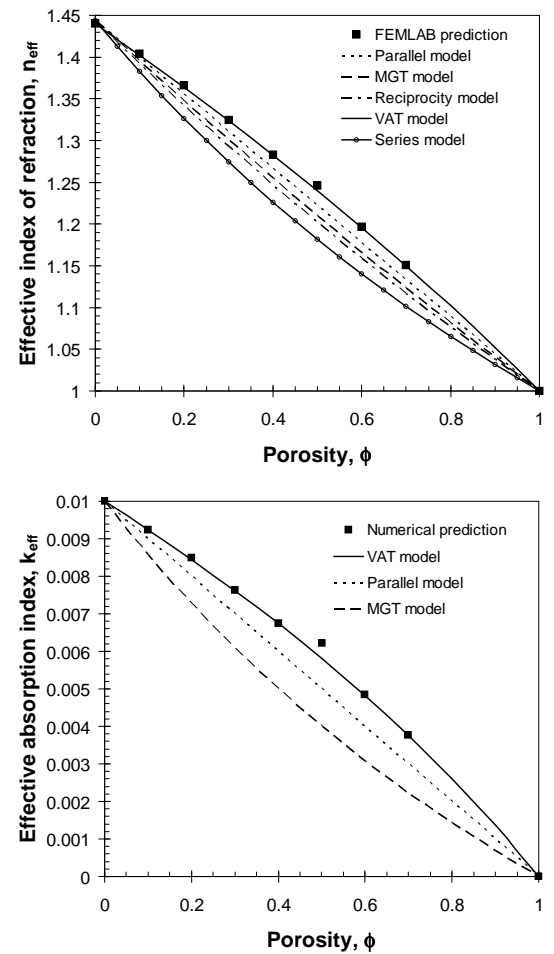 1.45
1.4
1.35
1.3
1.25
1.2
1.15
1.1
1.05
1
Effective index of refraction, neff
FEMLAB prediction
Parallel model
MGT model
Reciprocity model
VAT model
Series model
0 0.2 0.4 0.6 0.8 1
Porosity, ϕ
0.01
0.009
0.008
0.007
0.006
0.005
0.004
0.003
0.002
0.001
0
Effective absorption index, keff
Numerical prediction
VAT model
Parallel model
MGT model
0 0.2 0.4 0.6 0.8 1
Porosity, ϕ